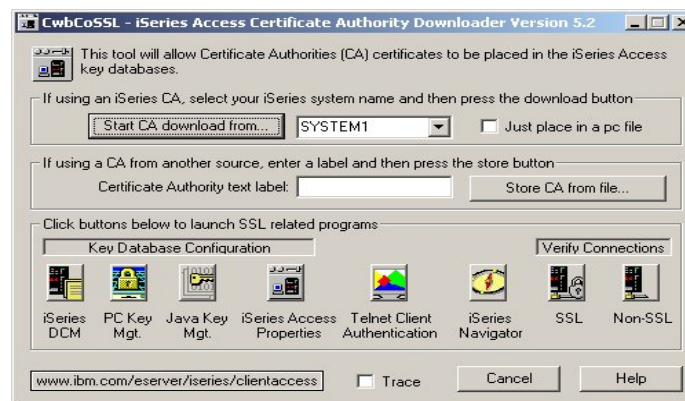 CwbCoSSL - iSeries Access Certificate Authority Downloader Version 5.2
This tool will allow Certificate Authorities (CA) certificates to be placed in the iSeries Access
key databases.
If using an iSeries CA, select your iSeries system name and then press the download button
Start CA download from... SYSTEM1 Just place in a pc file
If using a CA from another source, enter a label and then press the store button
Certificate Authority text label: Store CA from file...
Click buttons below to launch SSL related programs
Key Database Configuration Verify Connections
iSeries DCM PC Key Mgt. Java Key Mgt. iSeries Access Properties Telnet Client Authentication iSeries Navigator SSL Non-SSL
www.ibm.com/eserver/iseries/clientaccess Trace Cancel Help